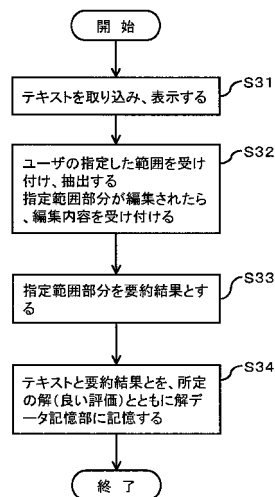 開 始
S31
テキストを取り込み、表示する
S32
ユーザの指定した範囲を受け
付け、抽出する
指定範囲部分が編集されたら、
編集内容を受け付ける
S33
指定範囲部分を要約結果とす
る
S34
テキストと要約結果とを、所定
の解(良い評価)とともに解デ
ータ記憶部に記憶する
終 了